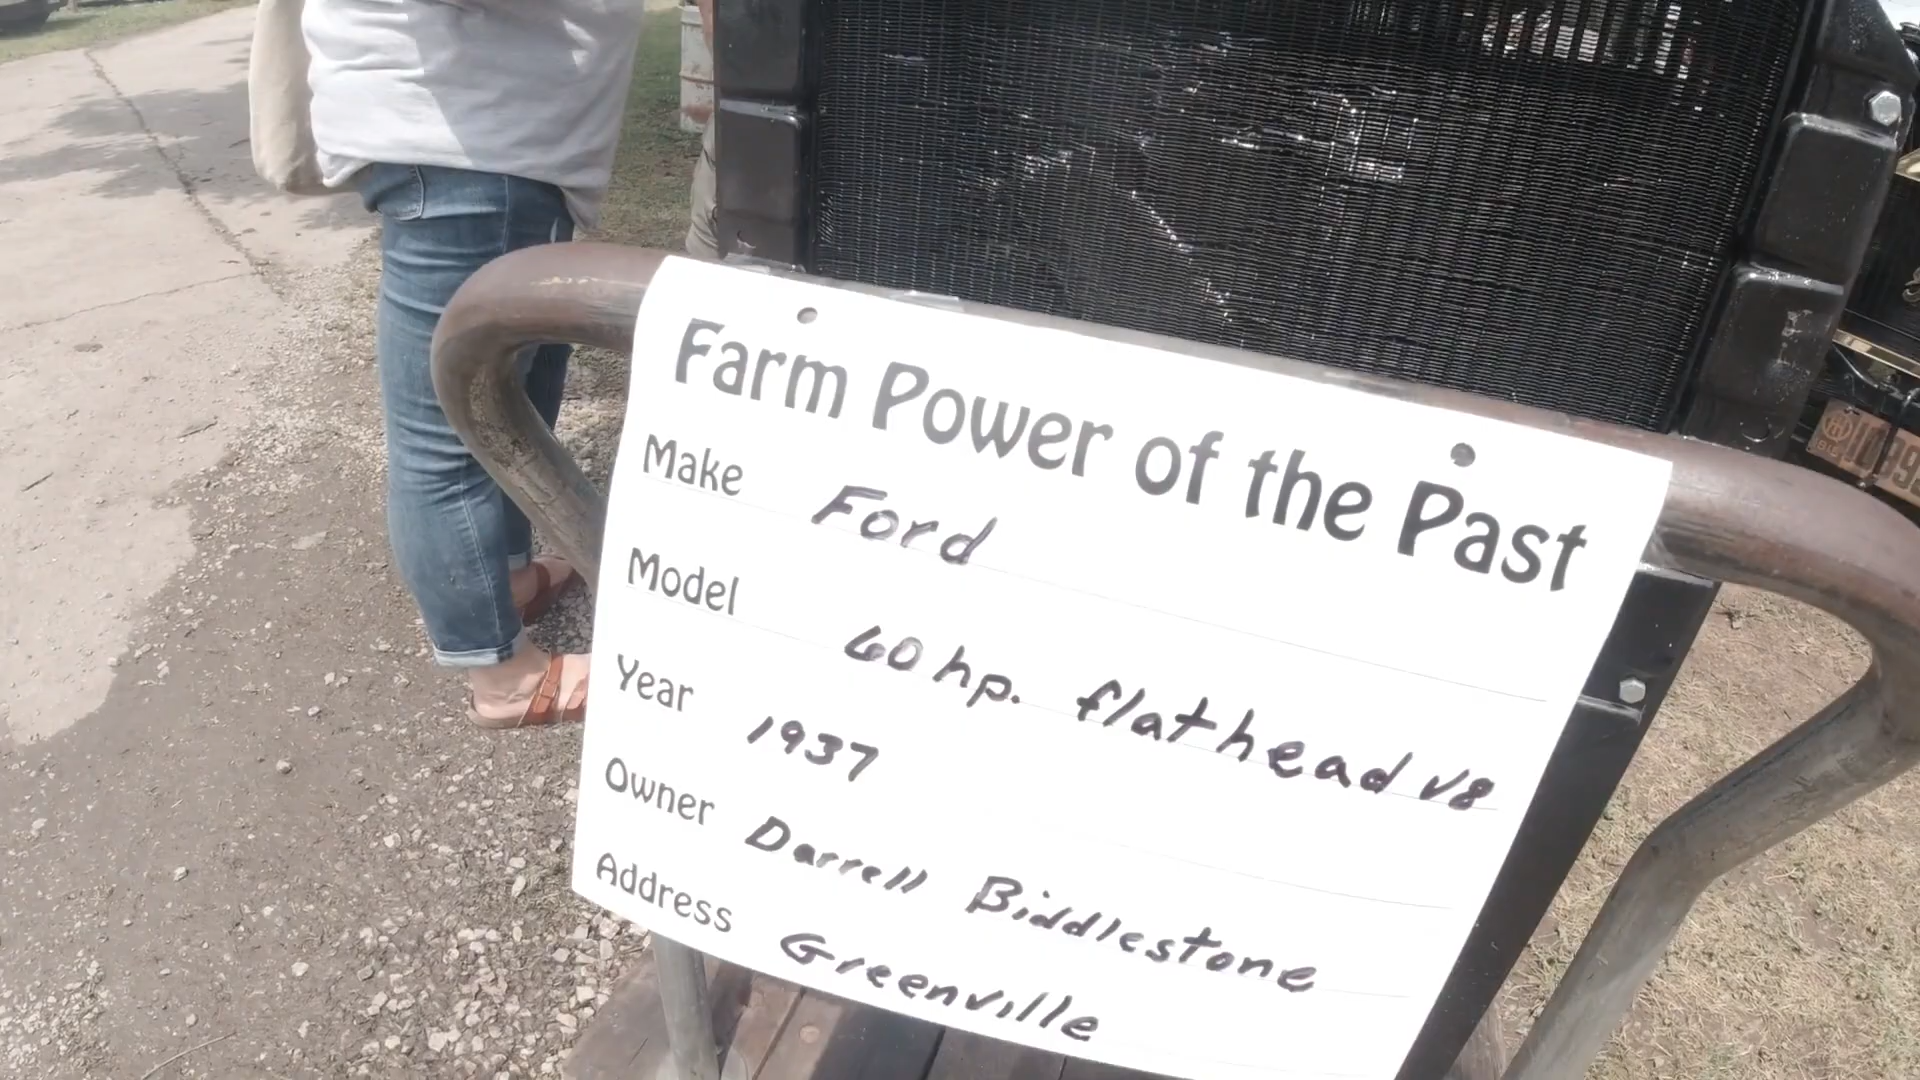 Farm Power of the Past
Make Ford
Model 60 hp. flathead V8
Year 1937
Owner Darrell Biddlestone
Address Greenville